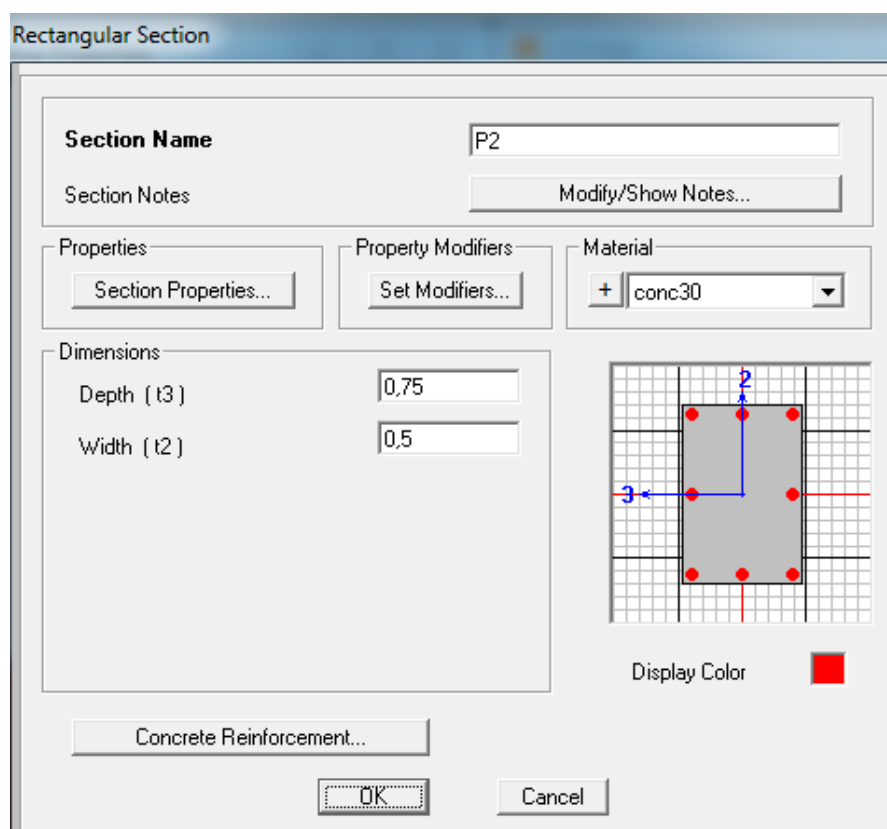 Rectangular Section
Section Name
P2
Section Notes
Modify/Show Notes...
Properties
Section Properties...
Property Modifiers
Set Modifiers...
Material
+
conc30
Dimensions
Depth ( t3 )
0,75
Width ( t2 )
0,5
2
3
Display Color
Concrete Reinforcement...
OK
Cancel